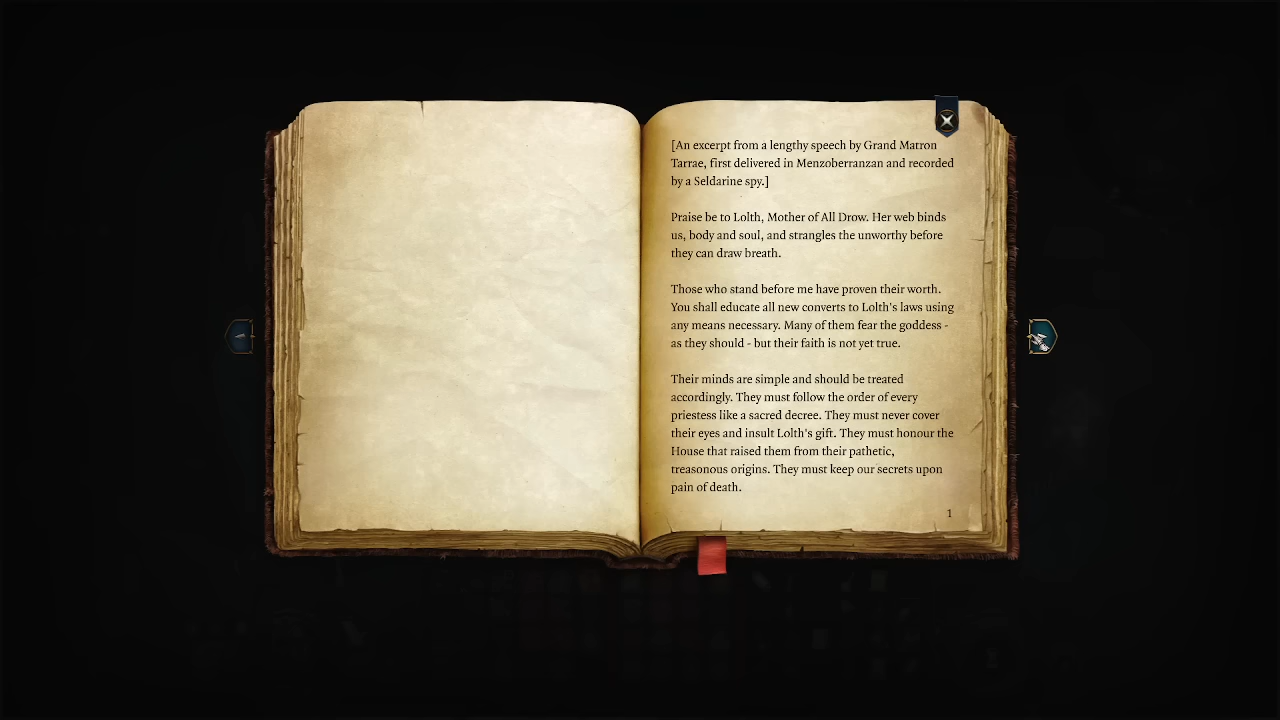 [An excerpt from a lengthy speech by Grand Matron
Tarrae, first delivered in Menzoberranzan and recorded
by a Seldarine spy.]
Praise be to Lolth, Mother of All Drow. Her web binds
us, body and soul, and strangles the unworthy before
they can draw breath.
Those who stand before me have proven their worth.
You shall educate all new converts to Lolth's laws using
any means necessary. Many of them fear the goddess -
as they should - but their faith is not yet true.
Their minds are simple and should be treated
accordingly. They must follow the order of every
priestess like a sacred decree. They must never cover
their eyes and insult Lolth's gift. They must honour the
House that raised them from their pathetic,
treasonous origins. They must keep our secrets upon
pain of death.
1